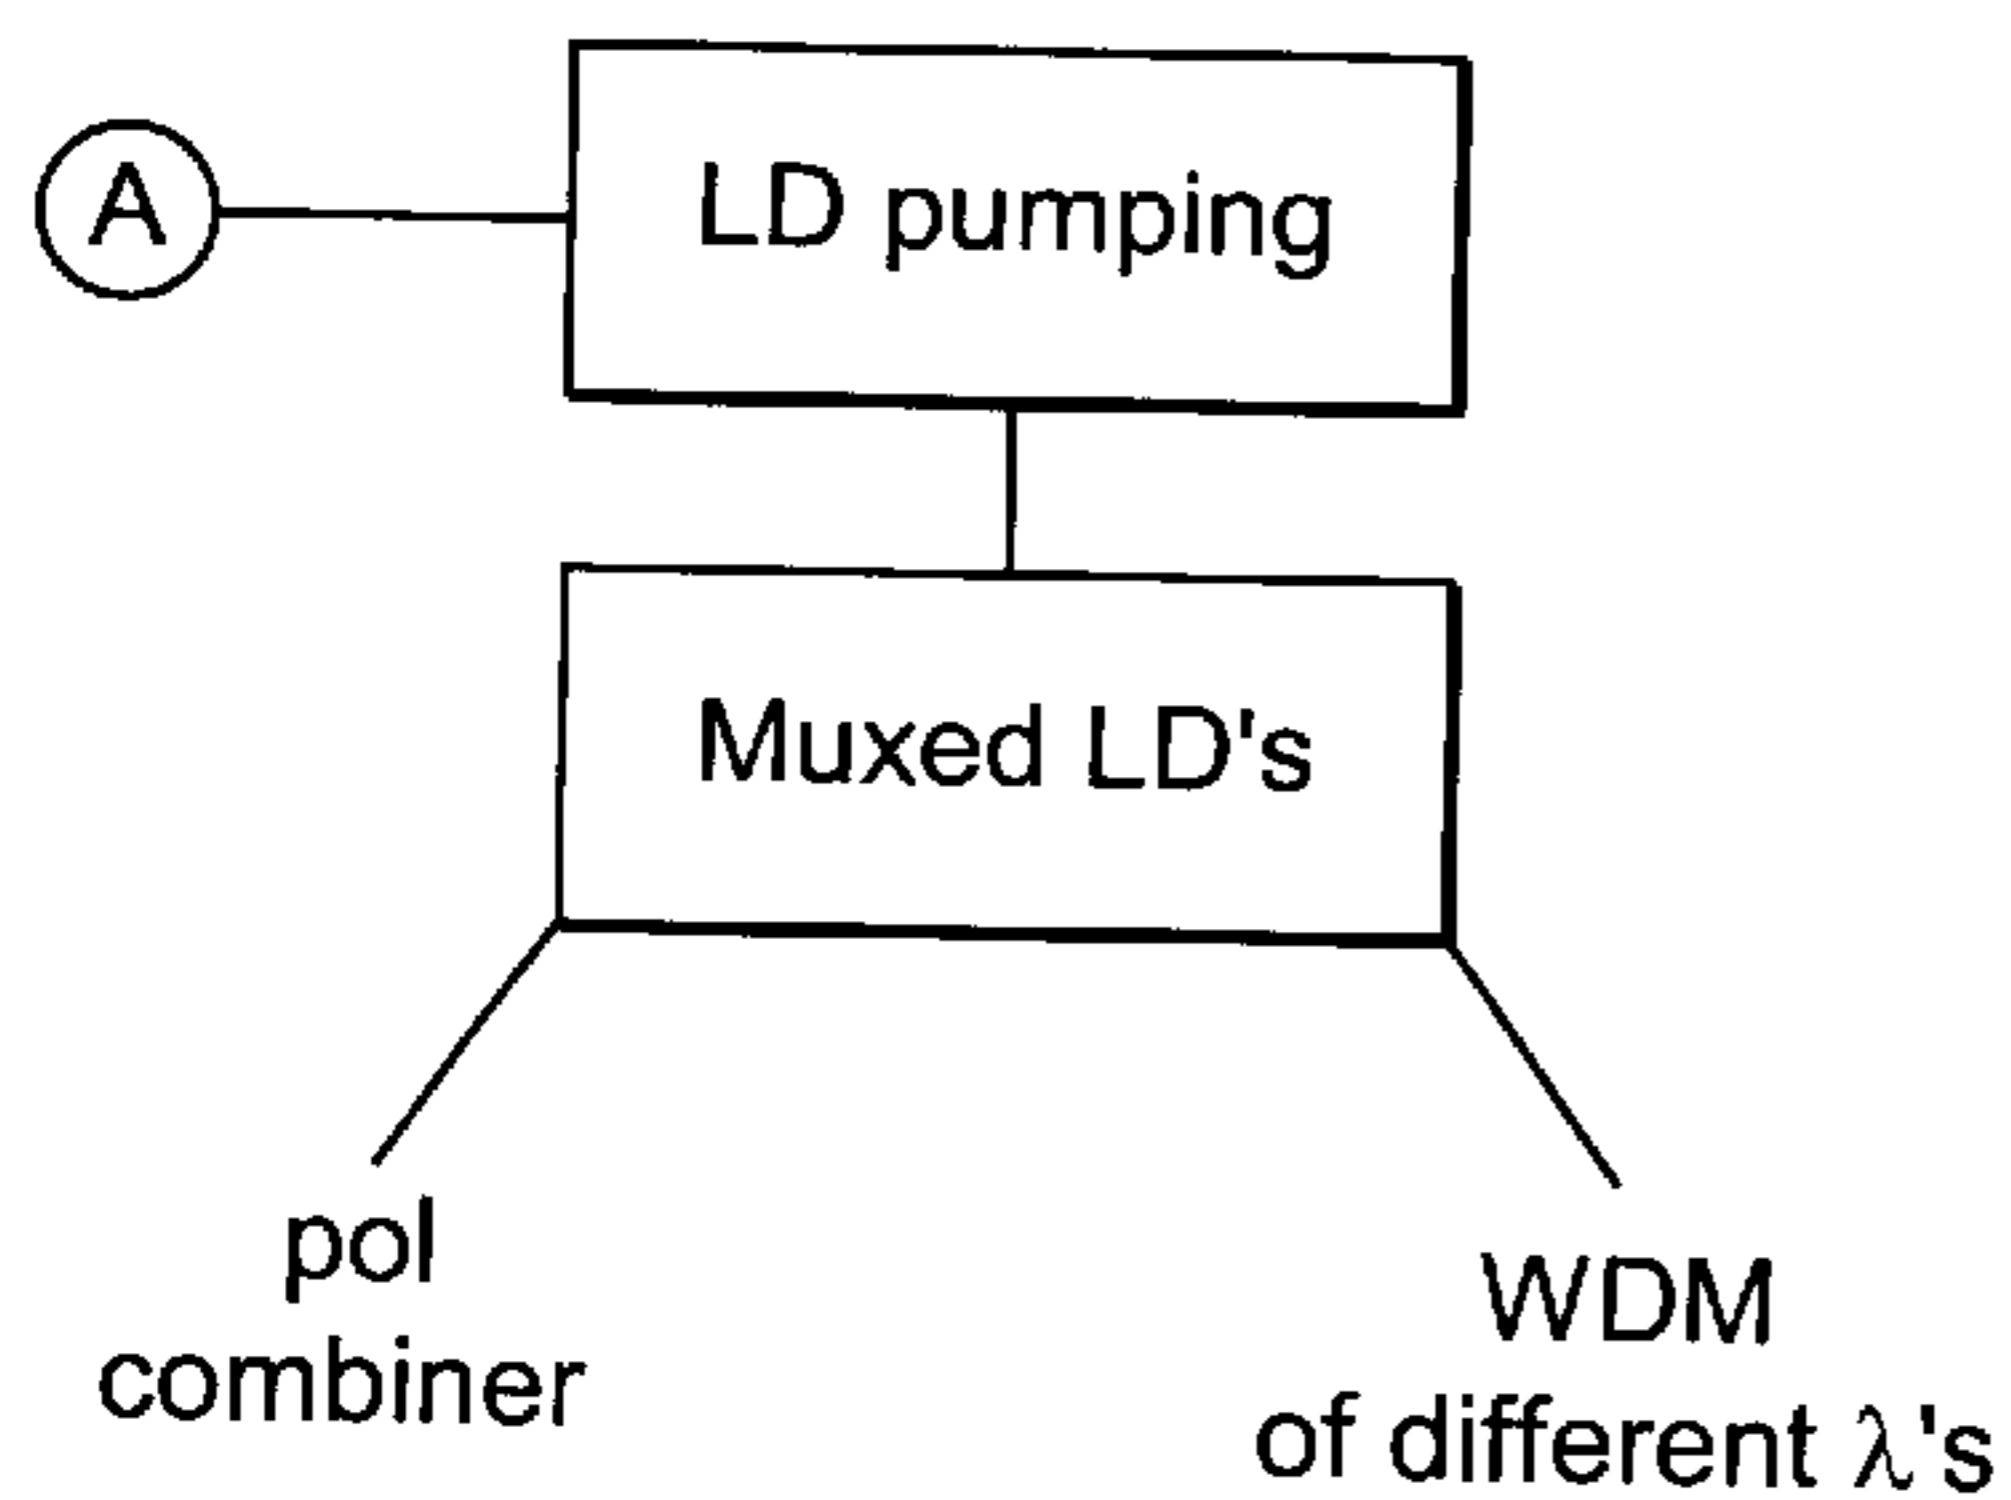 A
LD pumping
Muxed LD's
pol
combiner
WDM
of different λ's